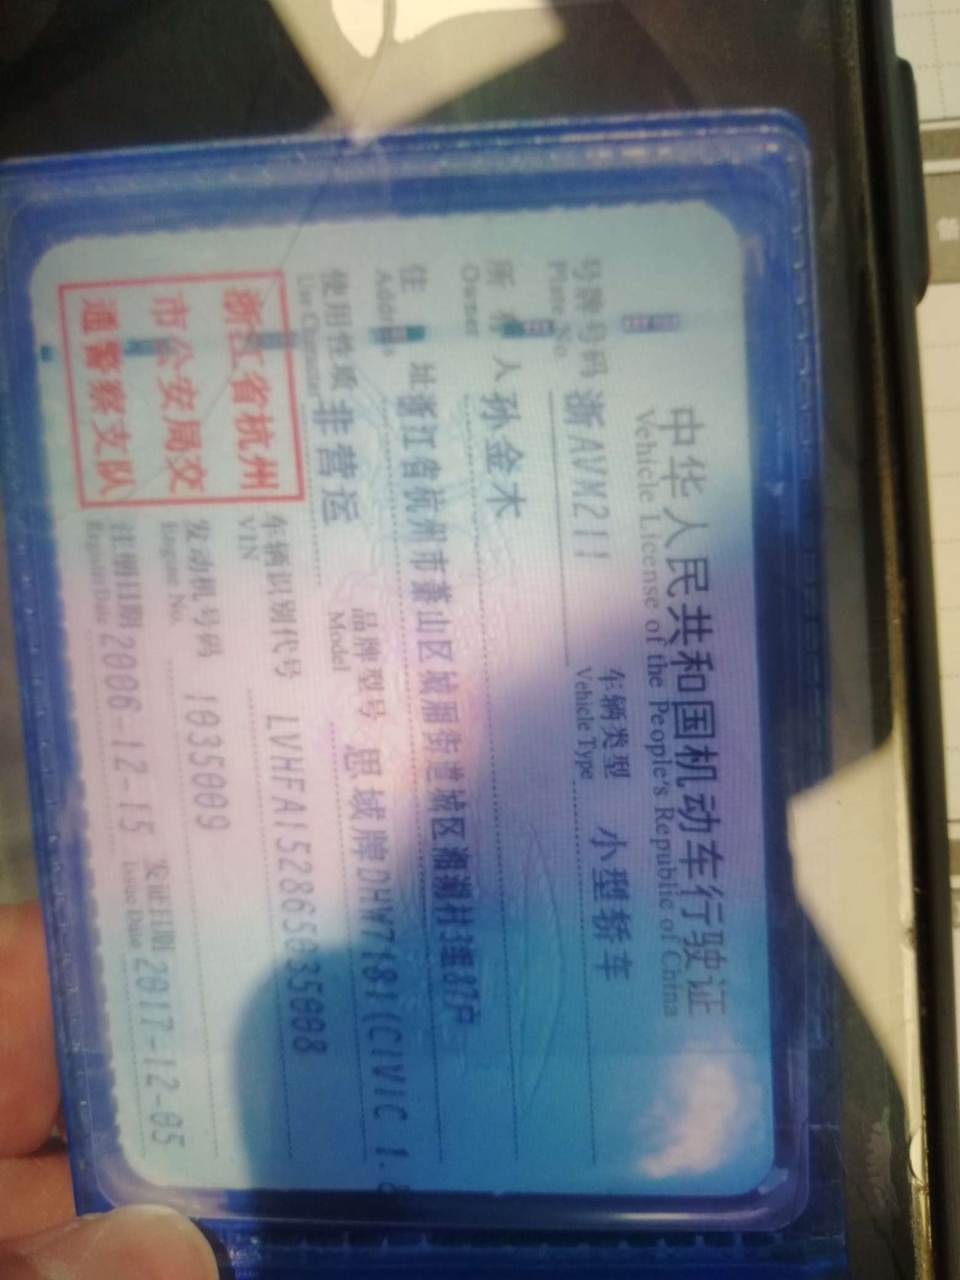 中华人民共和国机动车行驶证
Vehicle License of the People's Republic of China
号牌号码 浙AVM211 车辆类型 小型轿车
Plate No. Vehicle Type
所有人 孙金木
Owner
住址 浙江省杭州市萧山区城厢街道城区湘湖村3组87户
Address
使用性质 非营运 品牌型号 思域牌DHW7181(CIVIC 1.8
Use Character Model
浙江省杭州
市公安局交
通警察支队
车辆识别代号 LVHFA152865035008
VIN
发动机号码 1035009
Engine No.
注册日期 2006-12-15 发证日期 2017-12-05
Register Date Issue Date